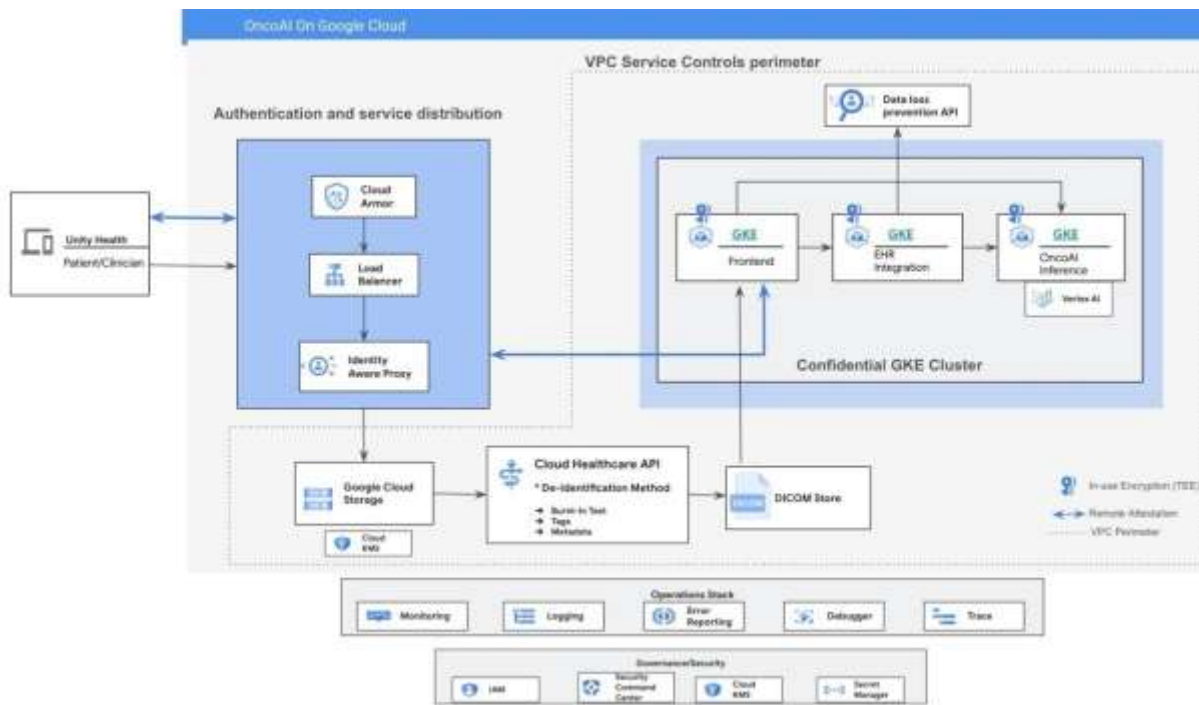 OncoAI On Google Cloud
VPC Service Controls perimeter
Data loss
prevention API
Authentication and service distribution
Cloud
Armor
Unity Health
Patient/Clinician
Load
Balancer
Identity
Aware Proxy
GKE
Frontend
GKE
EHR
Integration
GKE
OncoAI
Inference
Vertex AI
Confidential GKE Cluster
Google Cloud
Storage
Cloud
KMS
Cloud Healthcare API
* De-Identification Method
→ Burnt-In Text
→ Tags
→ Metadata
DICOM
DICOM Store
In-use Encryption (TEE)
Remote Attestation
VPC Perimeter
Operations Stack
Monitoring
Logging
Error
Reporting
Debugger
Trace
Governance/Security
IAM
Security
Command
Center
Cloud
KMS
Secret
Manager